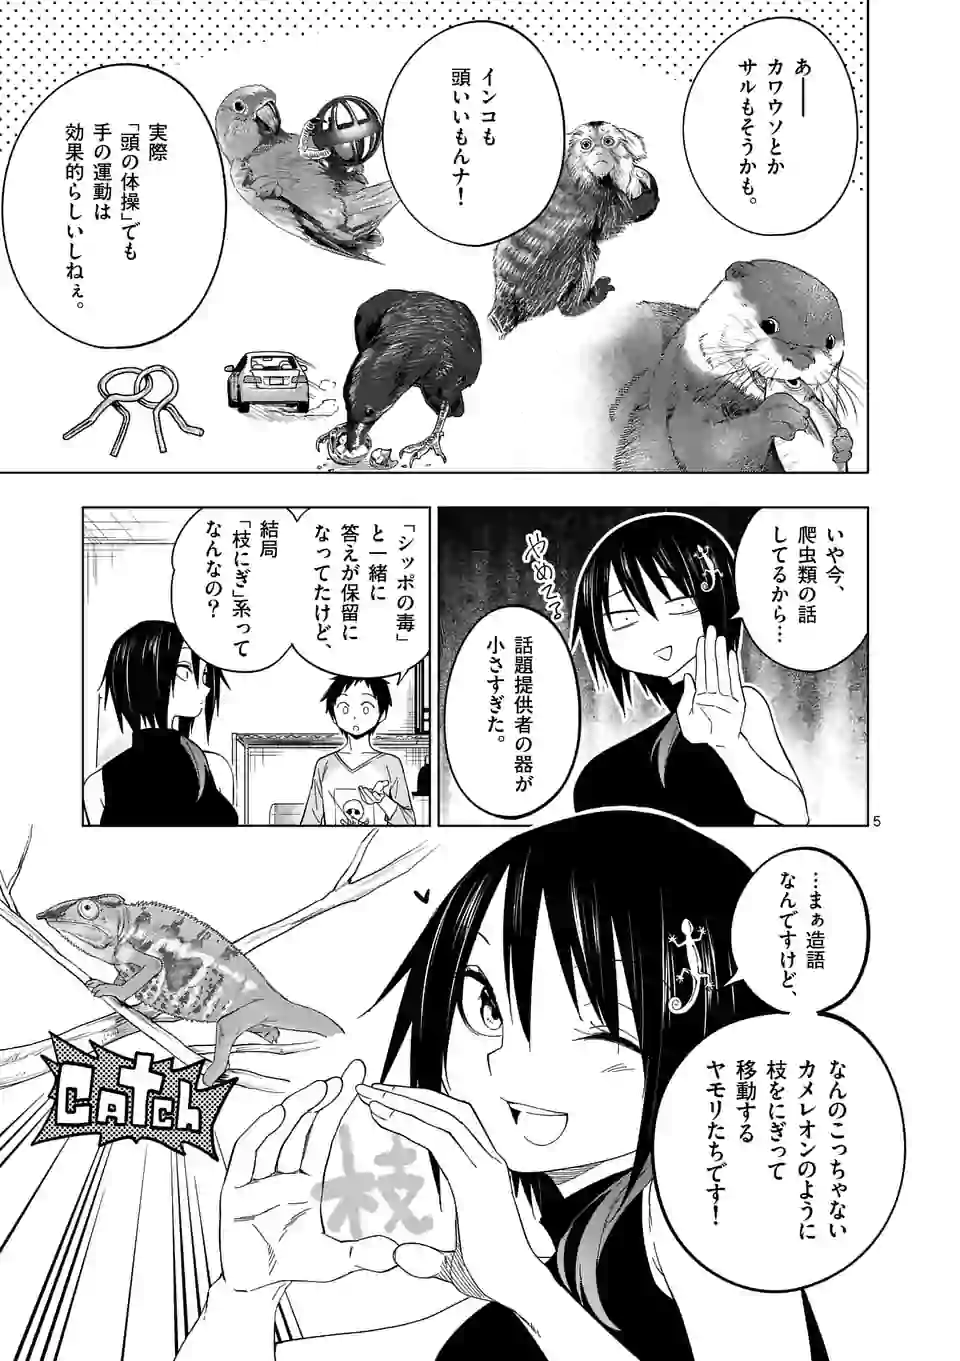 あ──
カワウソとか
サルもそうかも。
インコも
頭いいもんナ!
実際
「頭の体操」でも
手の運動は
効果的らしいしねぇ。
いや今、
爬虫類の話
してるから…
やめてる
話題提供者の器が
小さすぎた。
「シッポの毒」
と一緒に
答えが保留に
なってたけど、
結局
「枝にぎ」系って
なんなの?
5
…まぁ造語
なんですけど、
なんのこっちゃない
カメレオンのように
枝をにぎって
移動する
ヤモリたちです!
catch
枝